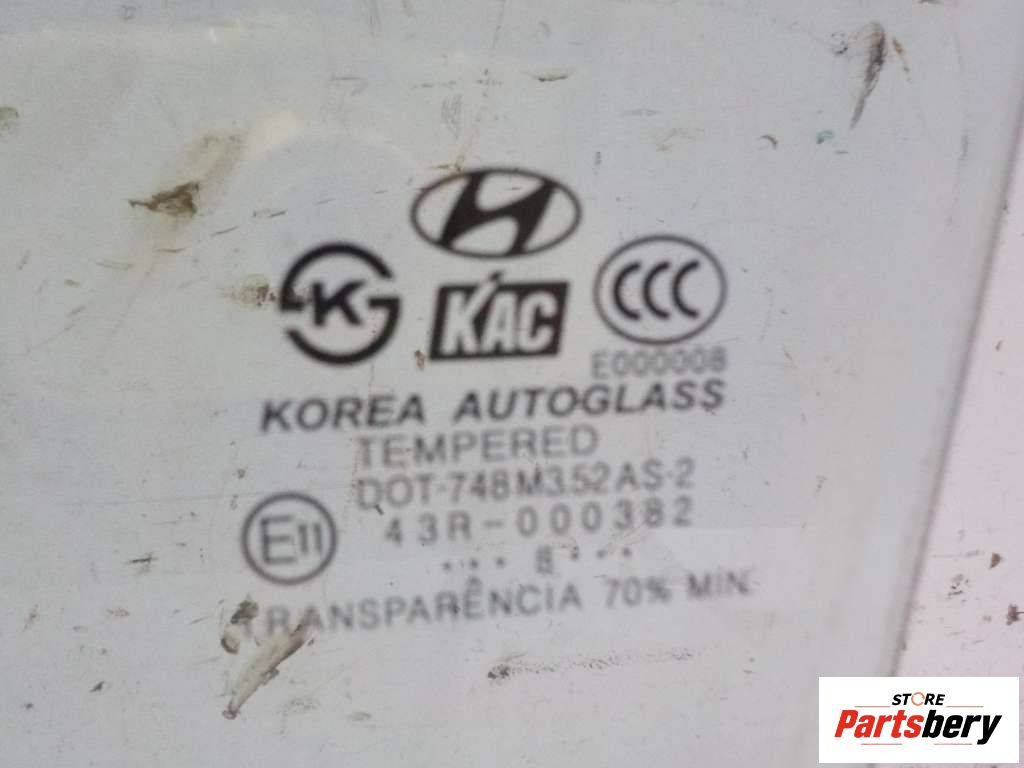 K
KAC
CCC
E000008
KOREA AUTOGLASS
TEMPERED
DOT-748 M352 AS-2
E11
43R-000382
••• 8 •••
TRANSPARÊNCIA 70% MIN
STORE
Partsbery